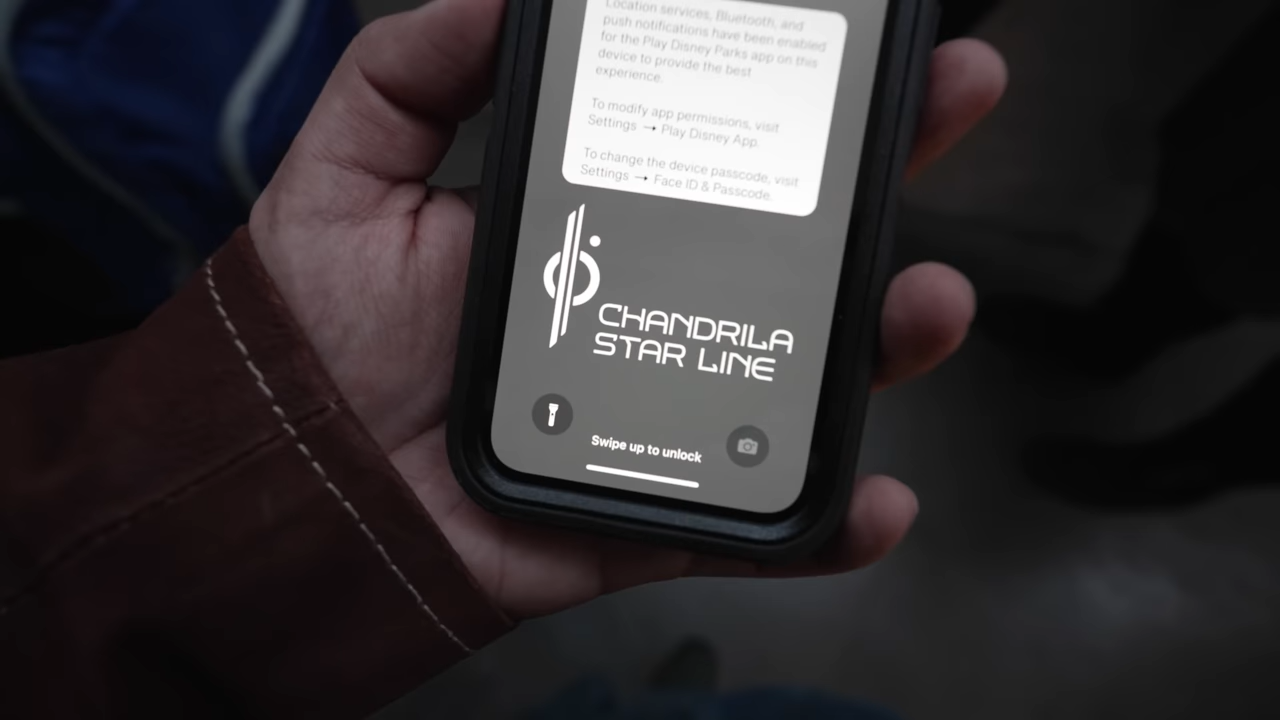 Location services, Bluetooth, and
push notifications have been enabled
for the Play Disney Parks app on this
device to provide the best
experience.
To modify app permissions, visit
Settings → Play Disney App.
To change the device passcode, visit
Settings → Face ID & Passcode.
CHANDRILA
STAR LINE
Swipe up to unlock